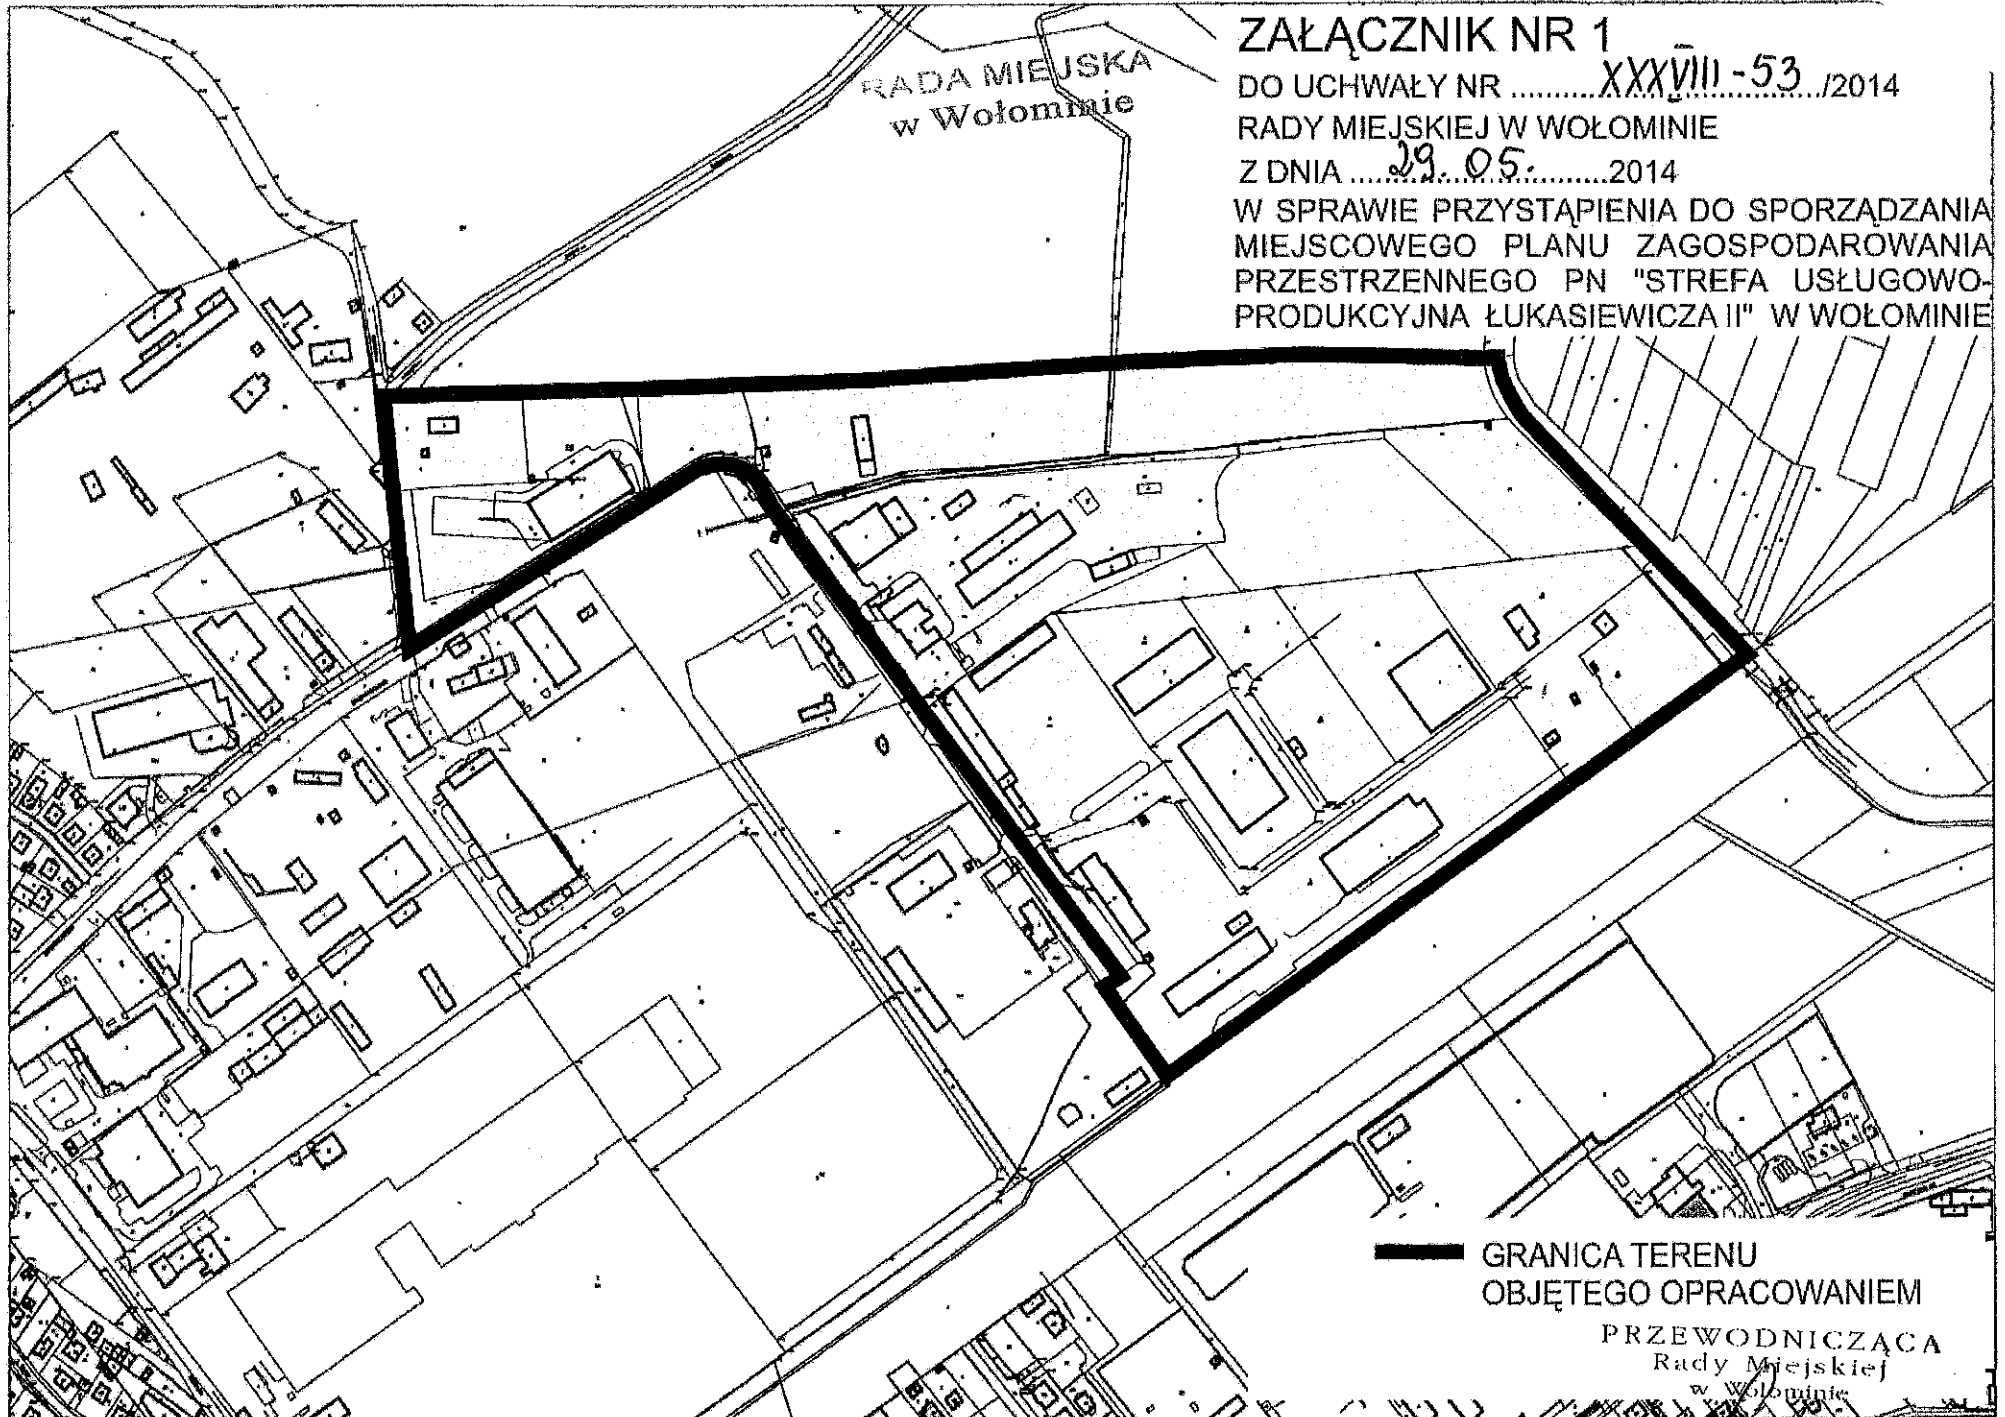 RADA MIEJSKA
w Wołominie
ZAŁĄCZNIK NR 1
DO UCHWAŁY NR ..........XXXVIII-53../2014
RADY MIEJSKIEJ W WOŁOMINIE
Z DNIA ....29. 05.........2014
W SPRAWIE PRZYSTĄPIENIA DO SPORZĄDZANIA
MIEJSCOWEGO PLANU ZAGOSPODAROWANIA
PRZESTRZENNEGO PN "STREFA USŁUGOWO-
PRODUKCYJNA ŁUKASIEWICZA II" W WOŁOMINIE
GRANICA TERENU
OBJĘTEGO OPRACOWANIEM
PRZEWODNICZĄCA
Rady Miejskiej
w Wołominie